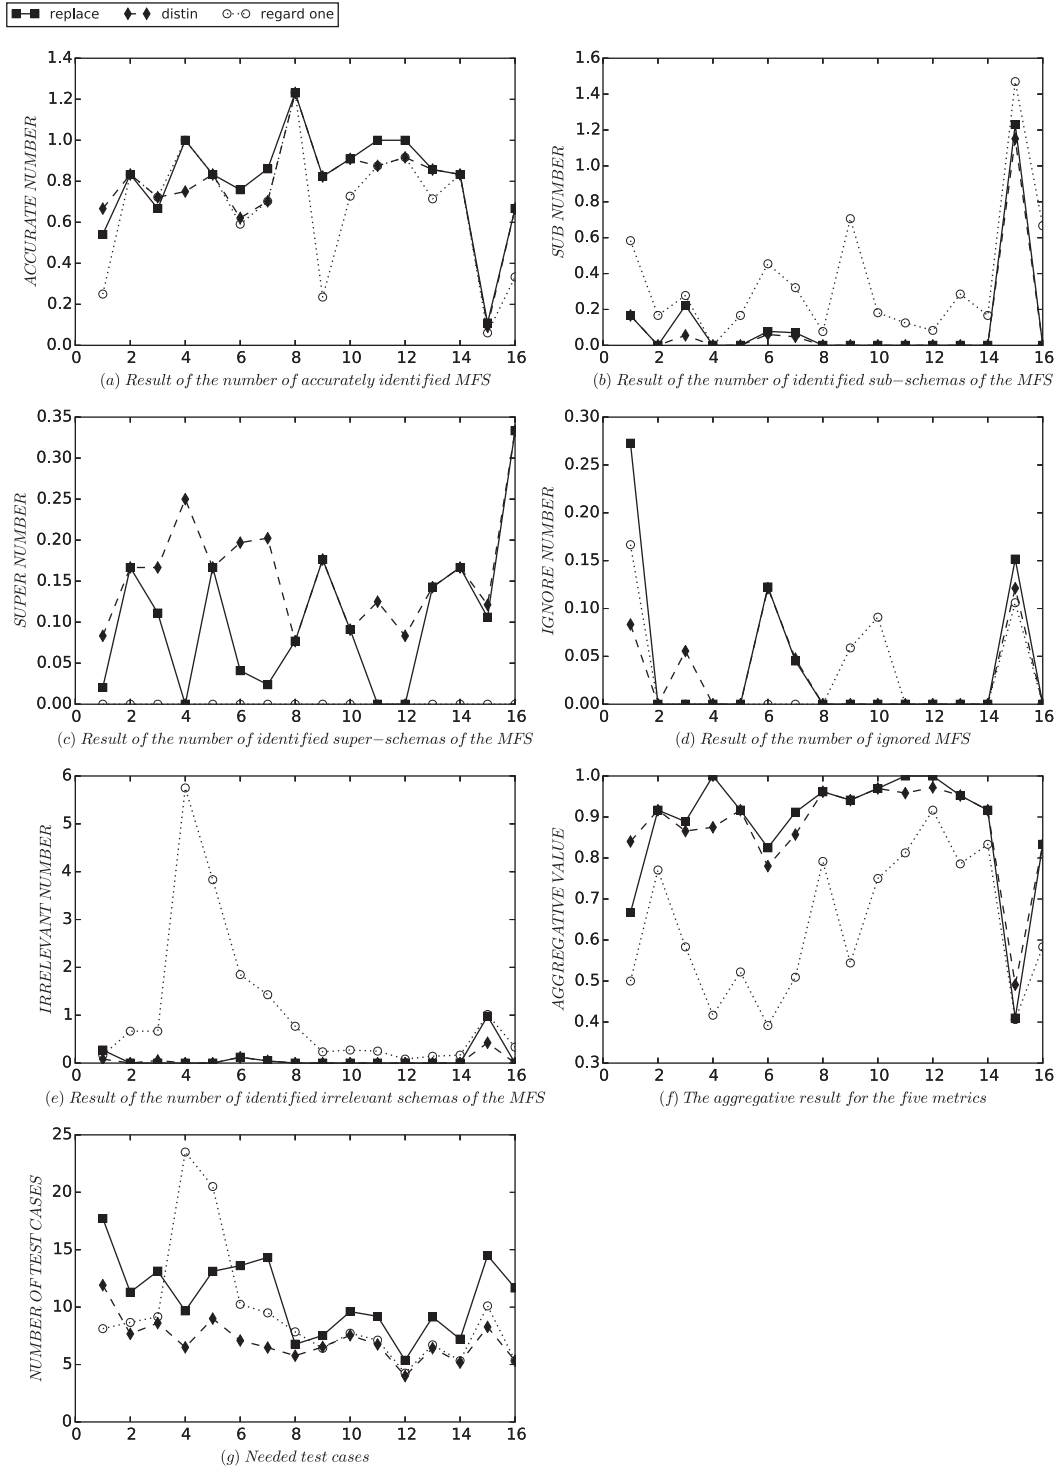 replace distin regard one
ACCURATE NUMBER
1.4
1.2
1.0
0.8
0.6
0.4
0.2
0.0
0 2 4 6 8 10 12 14 16
(a) Result of the number of accurately identified MFS
SUB NUMBER
1.6
1.4
1.2
1.0
0.8
0.6
0.4
0.2
0.0
0 2 4 6 8 10 12 14 16
(b) Result of the number of identified sub−schemas of the MFS
SUPER NUMBER
0.35
0.30
0.25
0.20
0.15
0.10
0.05
0.00
0 2 4 6 8 10 12 14 16
(c) Result of the number of identified super−schemas of the MFS
IGNORE NUMBER
0.30
0.25
0.20
0.15
0.10
0.05
0.00
0 2 4 6 8 10 12 14 16
(d) Result of the number of ignored MFS
IRRELEVANT NUMBER
6
5
4
3
2
1
0
0 2 4 6 8 10 12 14 16
(e) Result of the number of identified irrelevant schemas of the MFS
AGGREGATIVE VALUE
1.0
0.9
0.8
0.7
0.6
0.5
0.4
0.3
0 2 4 6 8 10 12 14 16
(f) The aggregative result for the five metrics
NUMBER OF TEST CASES
25
20
15
10
5
0
0 2 4 6 8 10 12 14 16
(g) Needed test cases